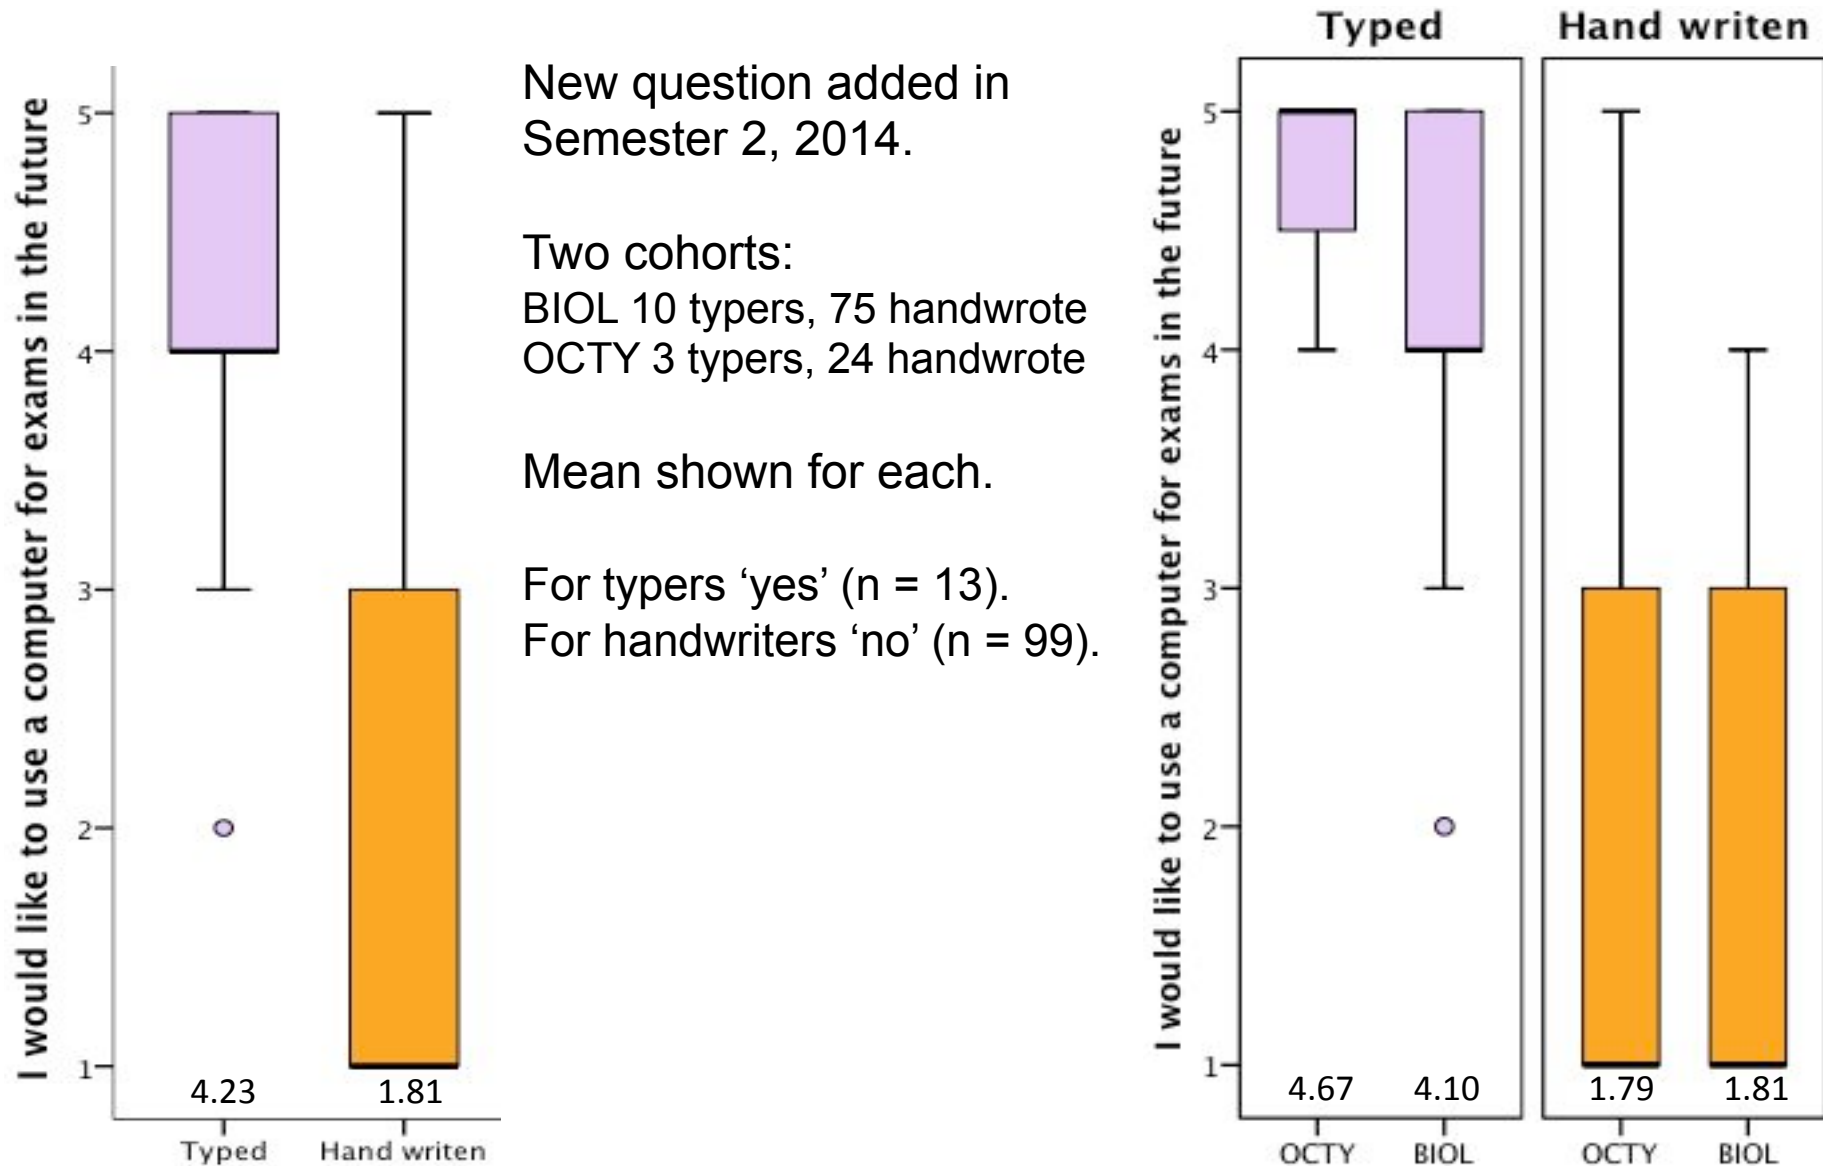 I would like to use a computer for exams in the future
5
4
3
2
1
4.23 1.81
Typed Hand writen
New question added in
Semester 2, 2014.
Two cohorts:
BIOL 10 typers, 75 handwrote
OCTY 3 typers, 24 handwrote
Mean shown for each.
For typers ‘yes’ (n = 13).
For handwriters ‘no’ (n = 99).
Typed Hand writen
I would like to use a computer for exams in the future
5
4
3
2
1
4.67 4.10 1.79 1.81
OCTY BIOL OCTY BIOL